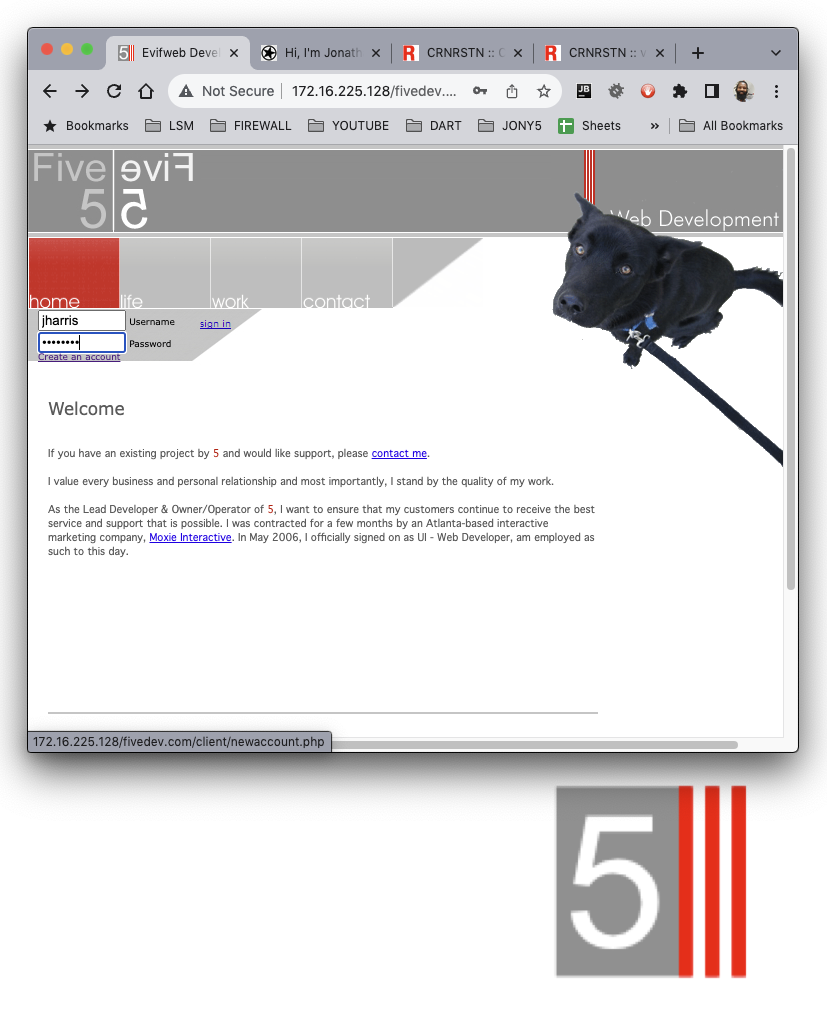 5 Evifweb Deve
Hi, I'm Jonath
R CRNRSTN :: C
R CRNRSTN :: v
Not Secure 172.16.225.128/fivedev.... JB
Bookmarks LSM FIREWALL YOUTUBE DART JONY5 Sheets » All Bookmarks
Five Five
5 5
Web Development
home life work contact
jharris Username sign in
•••••••• Password
Create an account
Welcome
If you have an existing project by 5 and would like support, please contact me.
I value every business and personal relationship and most importantly, I stand by the quality of my work.
As the Lead Developer & Owner/Operator of 5, I want to ensure that my customers continue to receive the best
service and support that is possible. I was contracted for a few months by an Atlanta-based interactive
marketing company, Moxie Interactive. In May 2006, I officially signed on as UI - Web Developer, am employed as
such to this day.
172.16.225.128/fivedev.com/client/newaccount.php
5